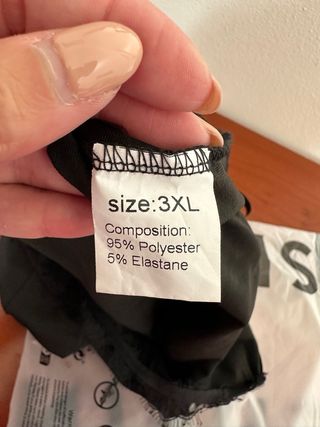 size:3XL
Composition:
95% Polyester
5% Elastane
S